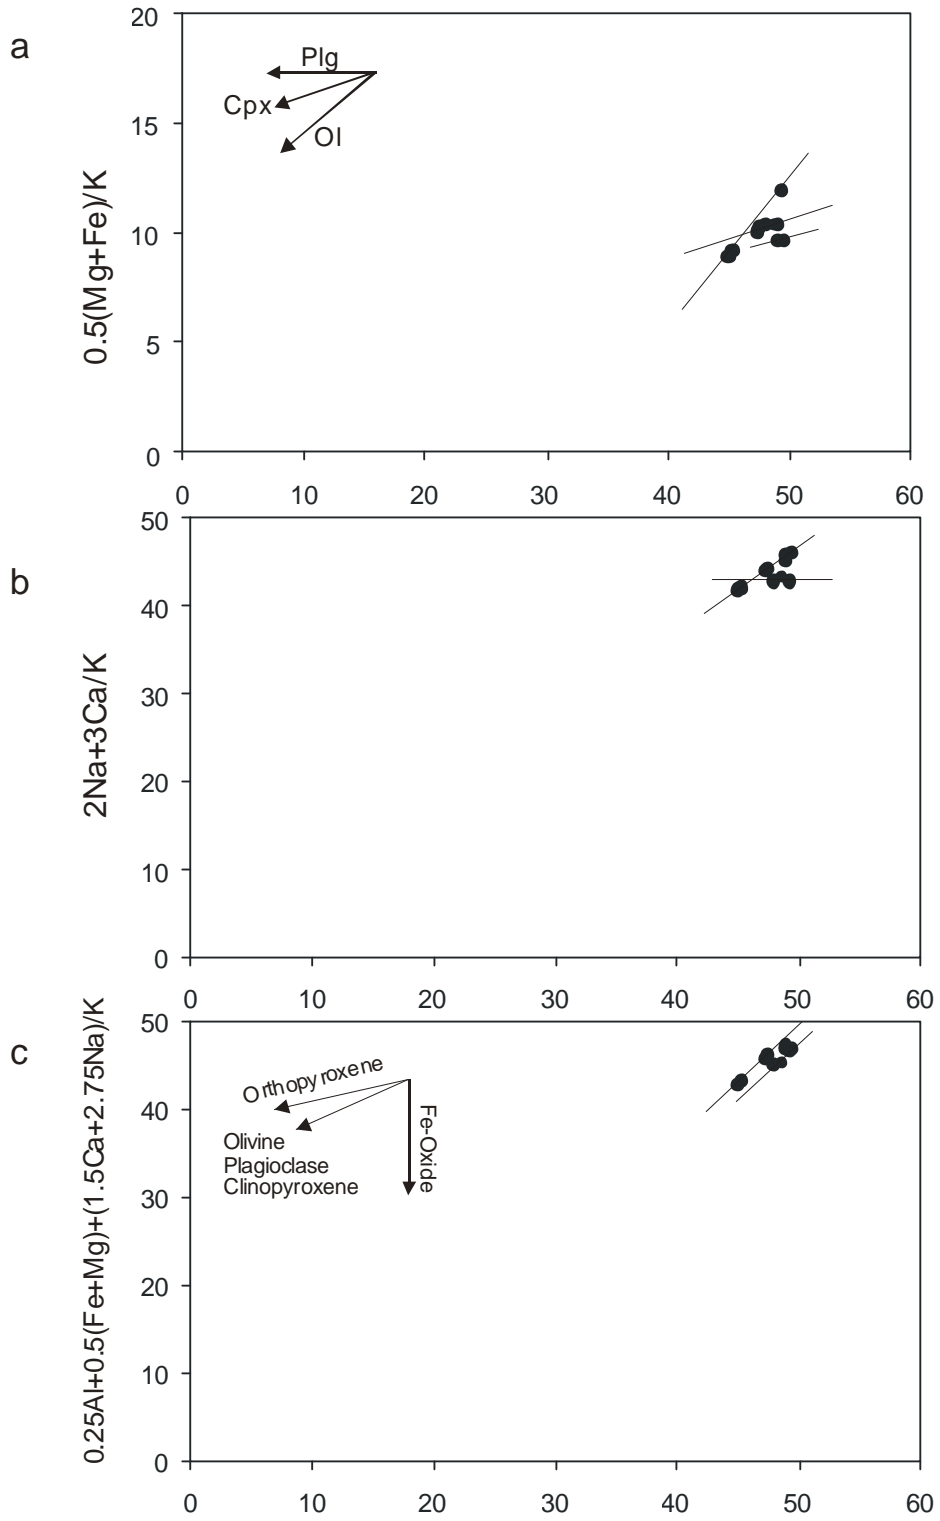 a
0.5(Mg+Fe)/K
20
15
10
5
0
Plg
Cpx
Ol
0 10 20 30 40 50 60
b
2Na+3Ca/K
50
40
30
20
10
0
0 10 20 30 40 50 60
c
0.25Al+0.5(Fe+Mg)+(1.5Ca+2.75Na)/K
50
40
30
20
10
0
Orthopyroxene
Olivine
Plagioclase
Clinopyroxene
Fe-Oxide
0 10 20 30 40 50 60